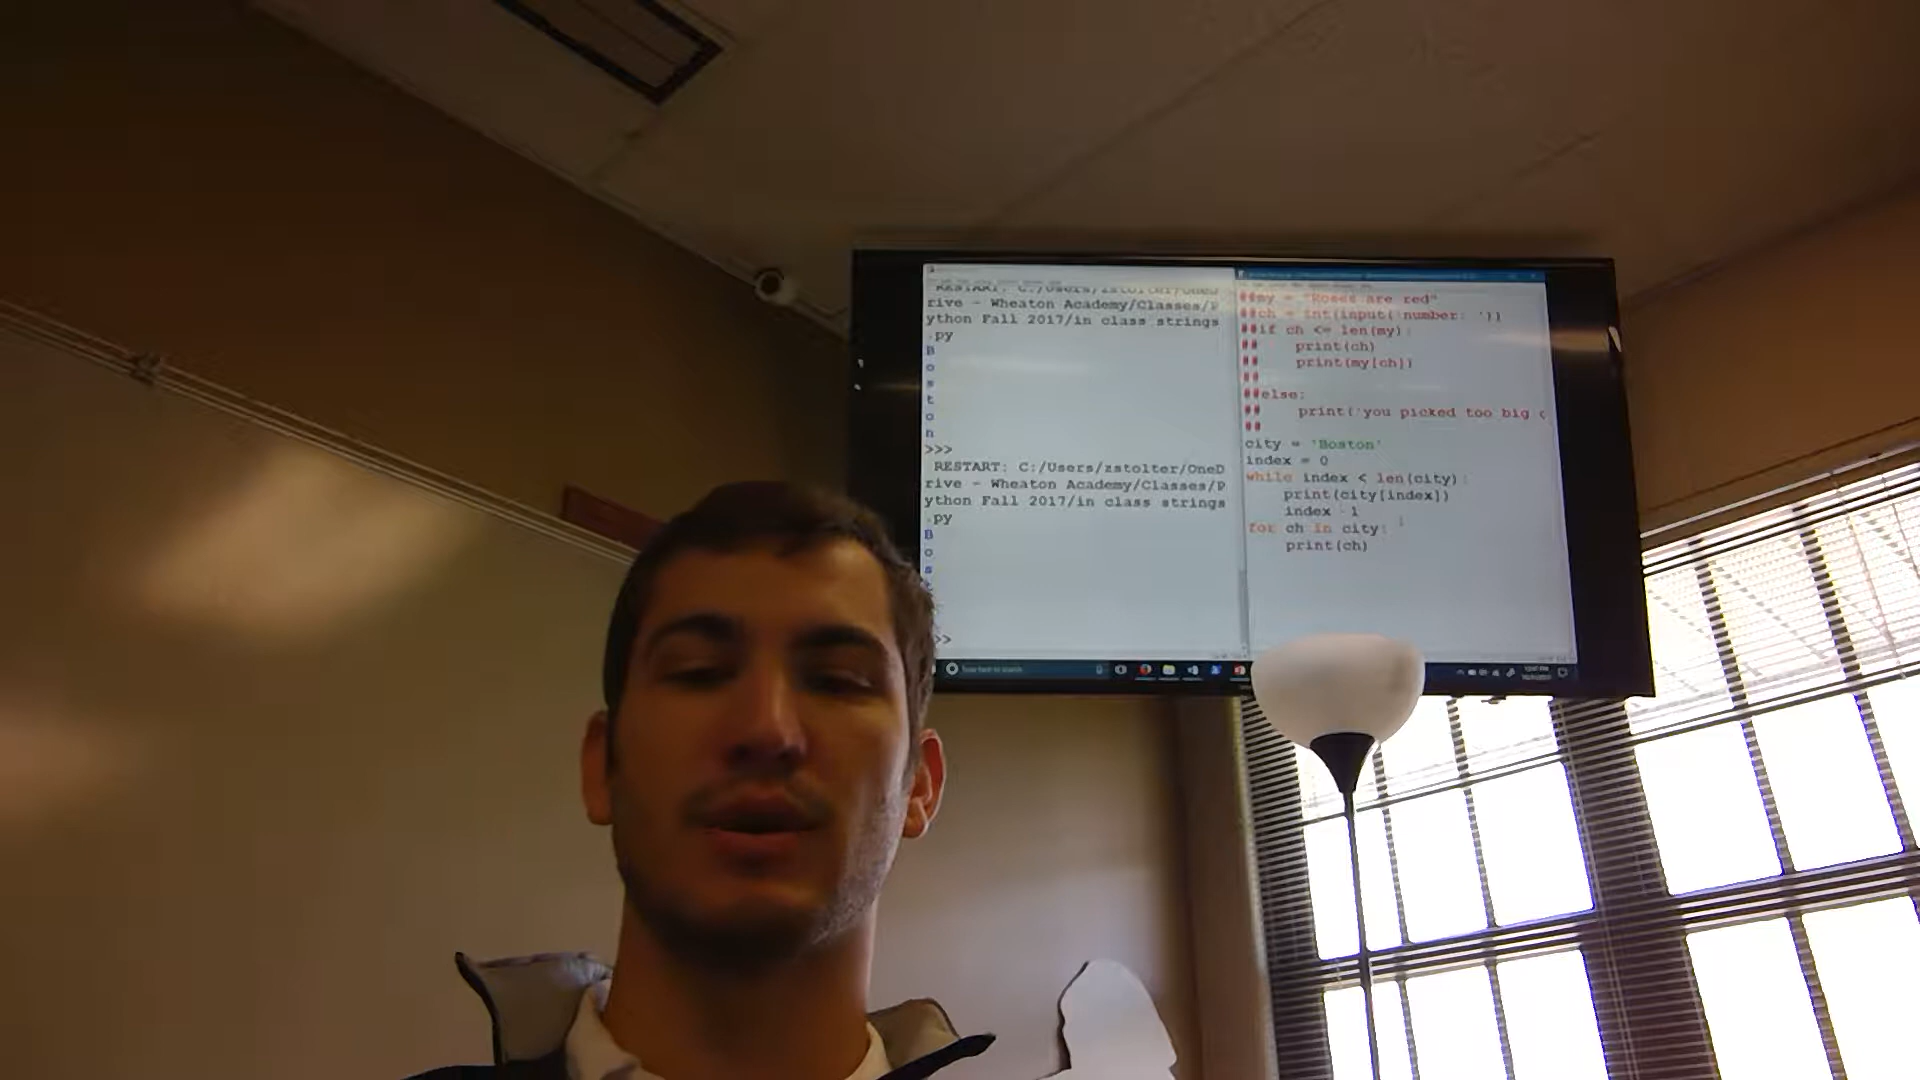 RESTART: C:/Users/zstolter/OneD
rive - Wheaton Academy/Classes/P
ython Fall 2017/in class strings
.py
B
o
s
t
o
n
>>>
RESTART: C:/Users/zstolter/OneD
rive - Wheaton Academy/Classes/P
ython Fall 2017/in class strings
.py
B
o
s
>>
##my = "Roses are red"
##ch = int(input('number: '))
##if ch <= len(my):
##    print(ch)
##    print(my[ch])
##
##else:
##    print('you picked too big
##
city = 'Boston'
index = 0
while index < len(city):
    print(city[index])
    index 1
for ch in city:
    print(ch)